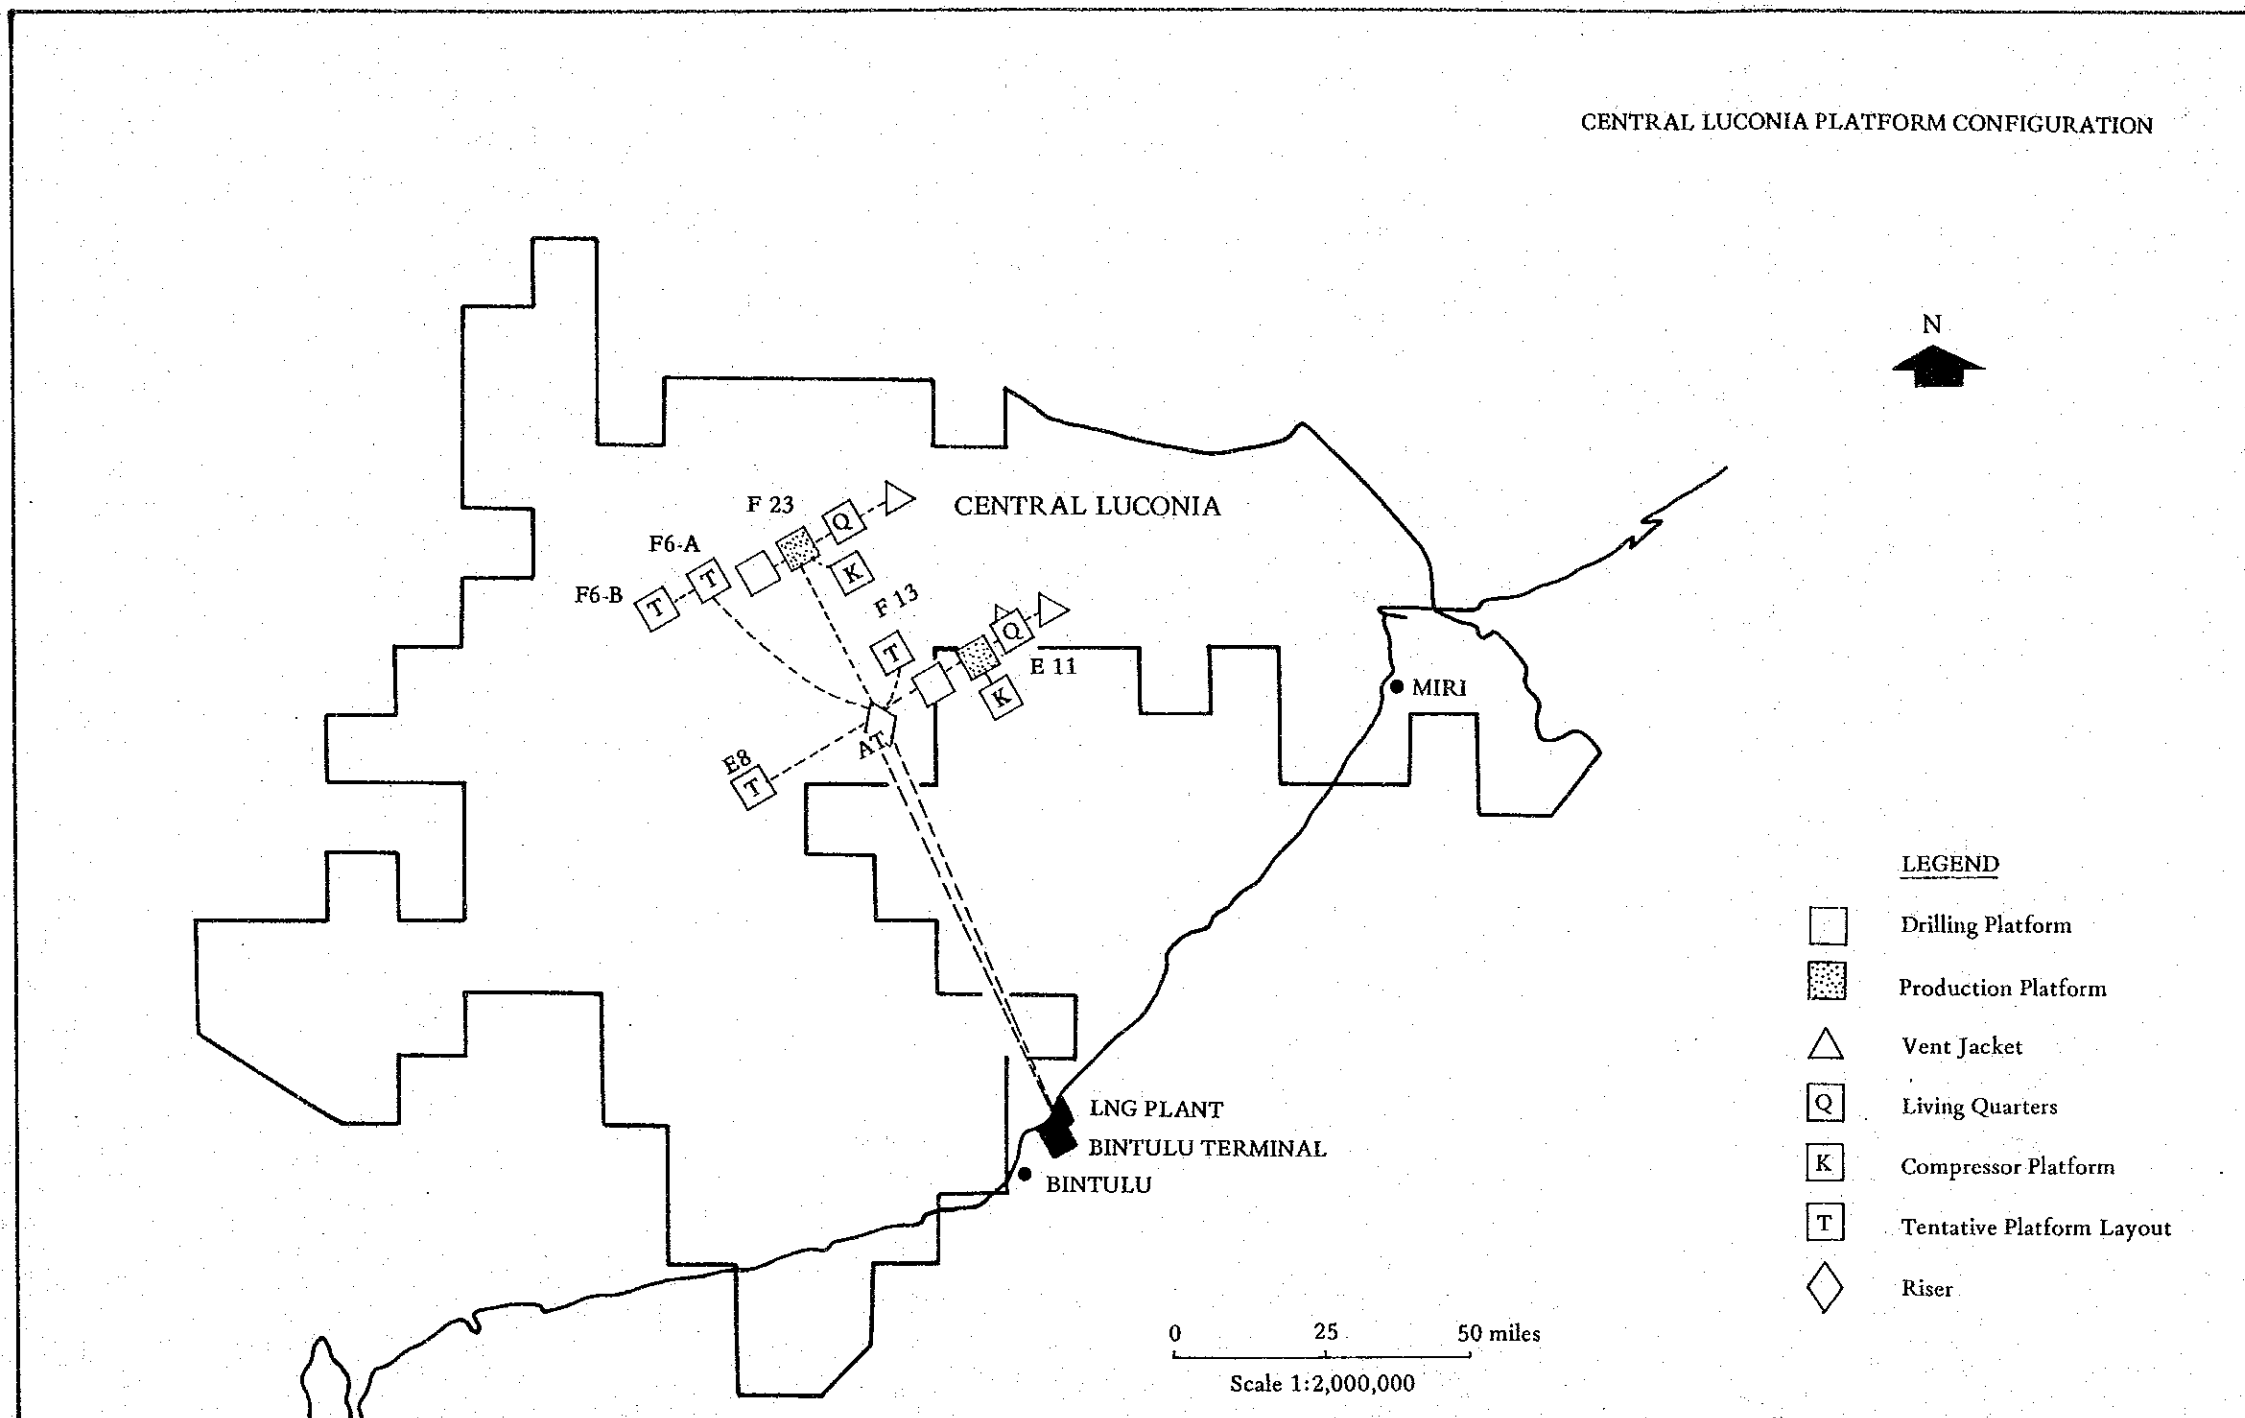 CENTRAL LUCONIA PLATFORM CONFIGURATION
N
F 23
Q
CENTRAL LUCONIA
F6-A
T
K
F6-B
T
F 13
Q
T
E 11
K
MIRI
AT
E8
T
LEGEND
Drilling Platform
Production Platform
Vent Jacket
Q Living Quarters
K Compressor Platform
T Tentative Platform Layout
Riser
LNG PLANT
BINTULU TERMINAL
BINTULU
0 25 50 miles
Scale 1:2,000,000